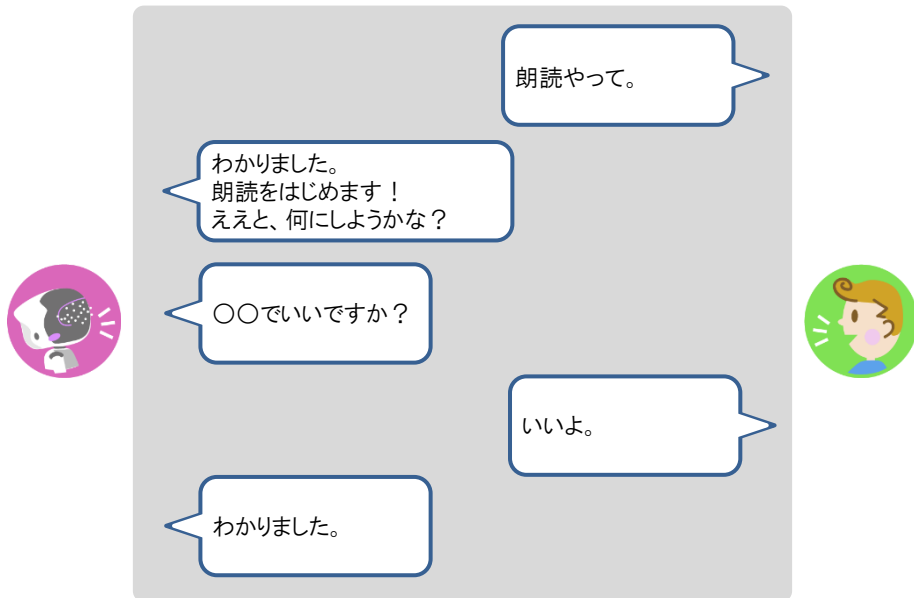 朗読やって。
わかりました。
朗読をはじめます！
ええと、何にしようかな？
〇〇でいいですか？
いいよ。
わかりました。